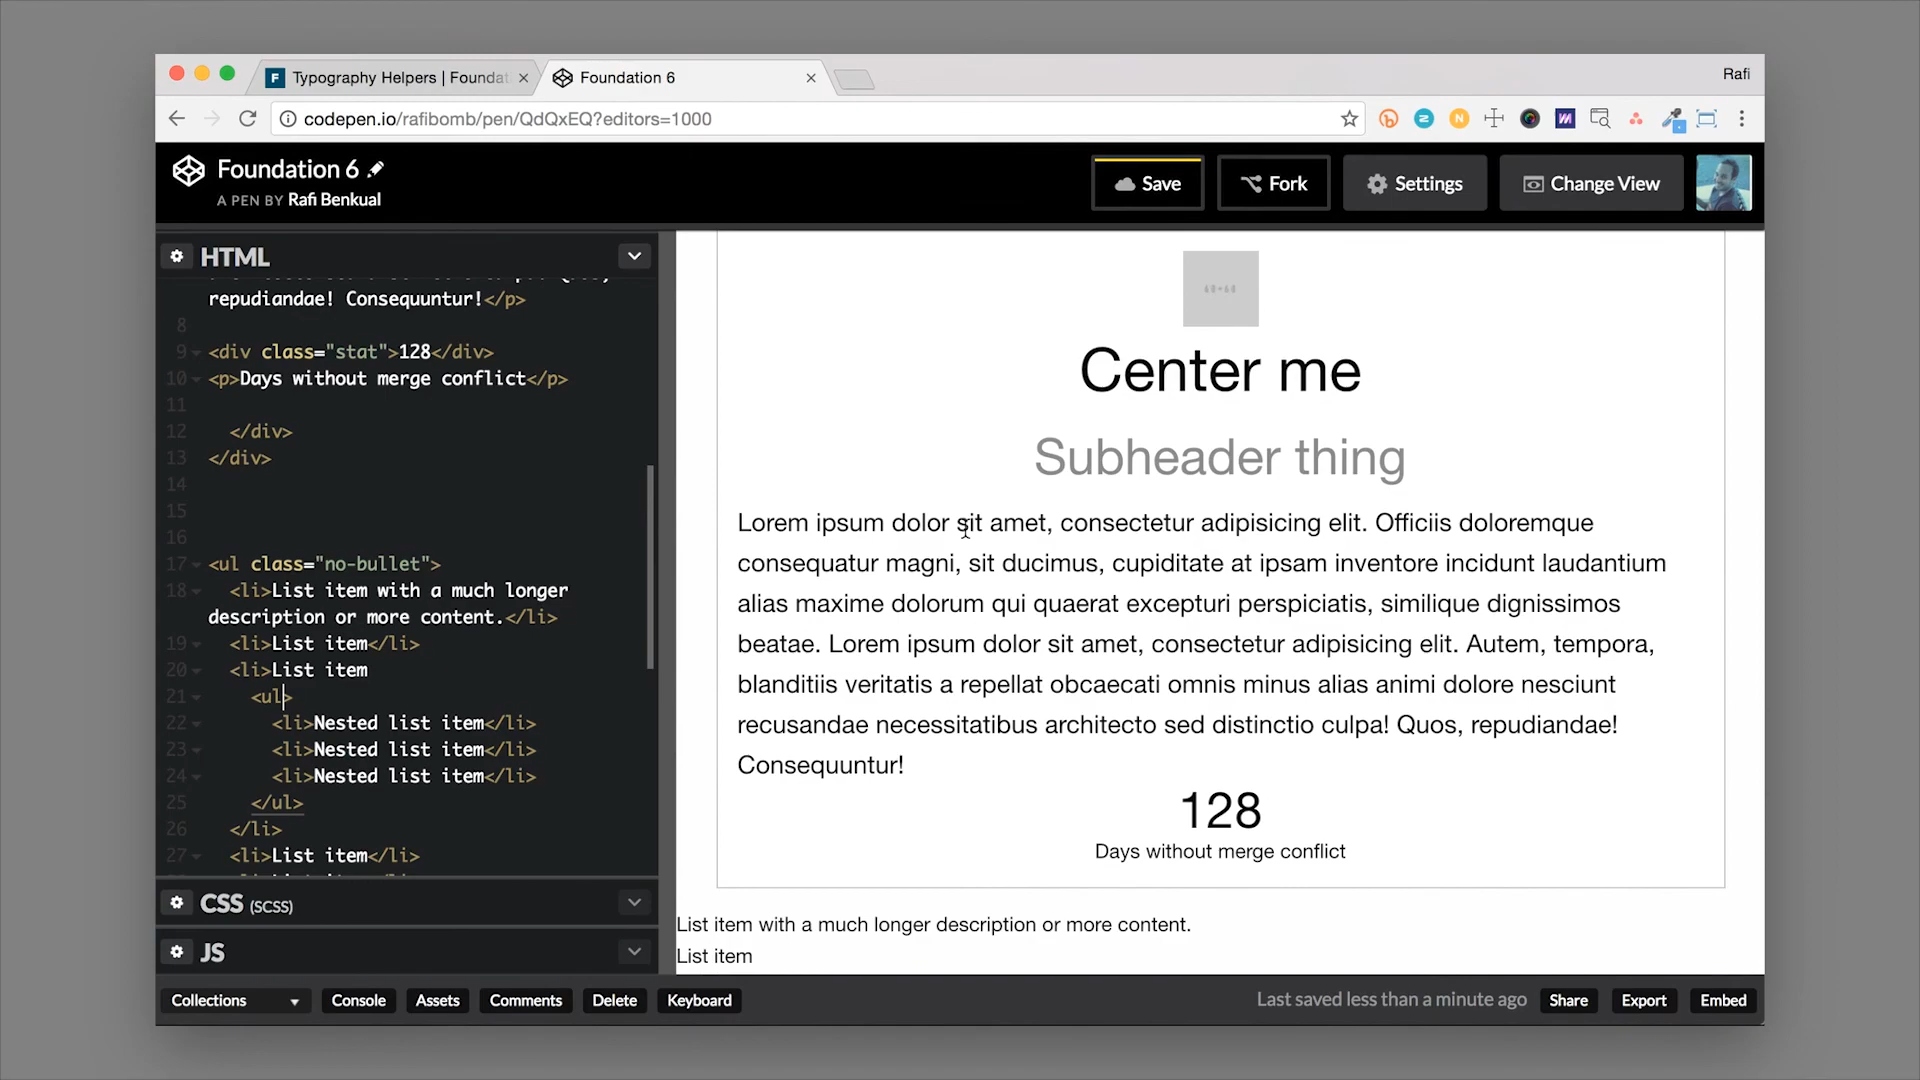 Typography Helpers | Foundat
Foundation 6
Rafi
codepen.io/rafibomb/pen/QdQxEQ?editors=1000
Foundation 6
A PEN BY Rafi Benkual
Save
Fork
Settings
Change View
HTML
repudiandae! Consequuntur!</p>
8
9 <div class="stat">128</div>
10 <p>Days without merge conflict</p>
11
12 </div>
13 </div>
14
15
16
17 <ul class="no-bullet">
18 <li>List item with a much longer
description or more content.</li>
19 <li>List item</li>
20 <li>List item
21 <ul>
22 <li>Nested list item</li>
23 <li>Nested list item</li>
24 <li>Nested list item</li>
25 </ul>
26 </li>
27 <li>List item</li>
CSS (SCSS)
JS
60×60
Center me
Subheader thing
Lorem ipsum dolor sit amet, consectetur adipisicing elit. Officiis doloremque
consequatur magni, sit ducimus, cupiditate at ipsam inventore incidunt laudantium
alias maxime dolorum qui quaerat excepturi perspiciatis, similique dignissimos
beatae. Lorem ipsum dolor sit amet, consectetur adipisicing elit. Autem, tempora,
blanditiis veritatis a repellat obcaecati omnis minus alias animi dolore nesciunt
recusandae necessitatibus architecto sed distinctio culpa! Quos, repudiandae!
Consequuntur!
128
Days without merge conflict
List item with a much longer description or more content.
List item
Collections
Console
Assets
Comments
Delete
Keyboard
Last saved less than a minute ago
Share
Export
Embed